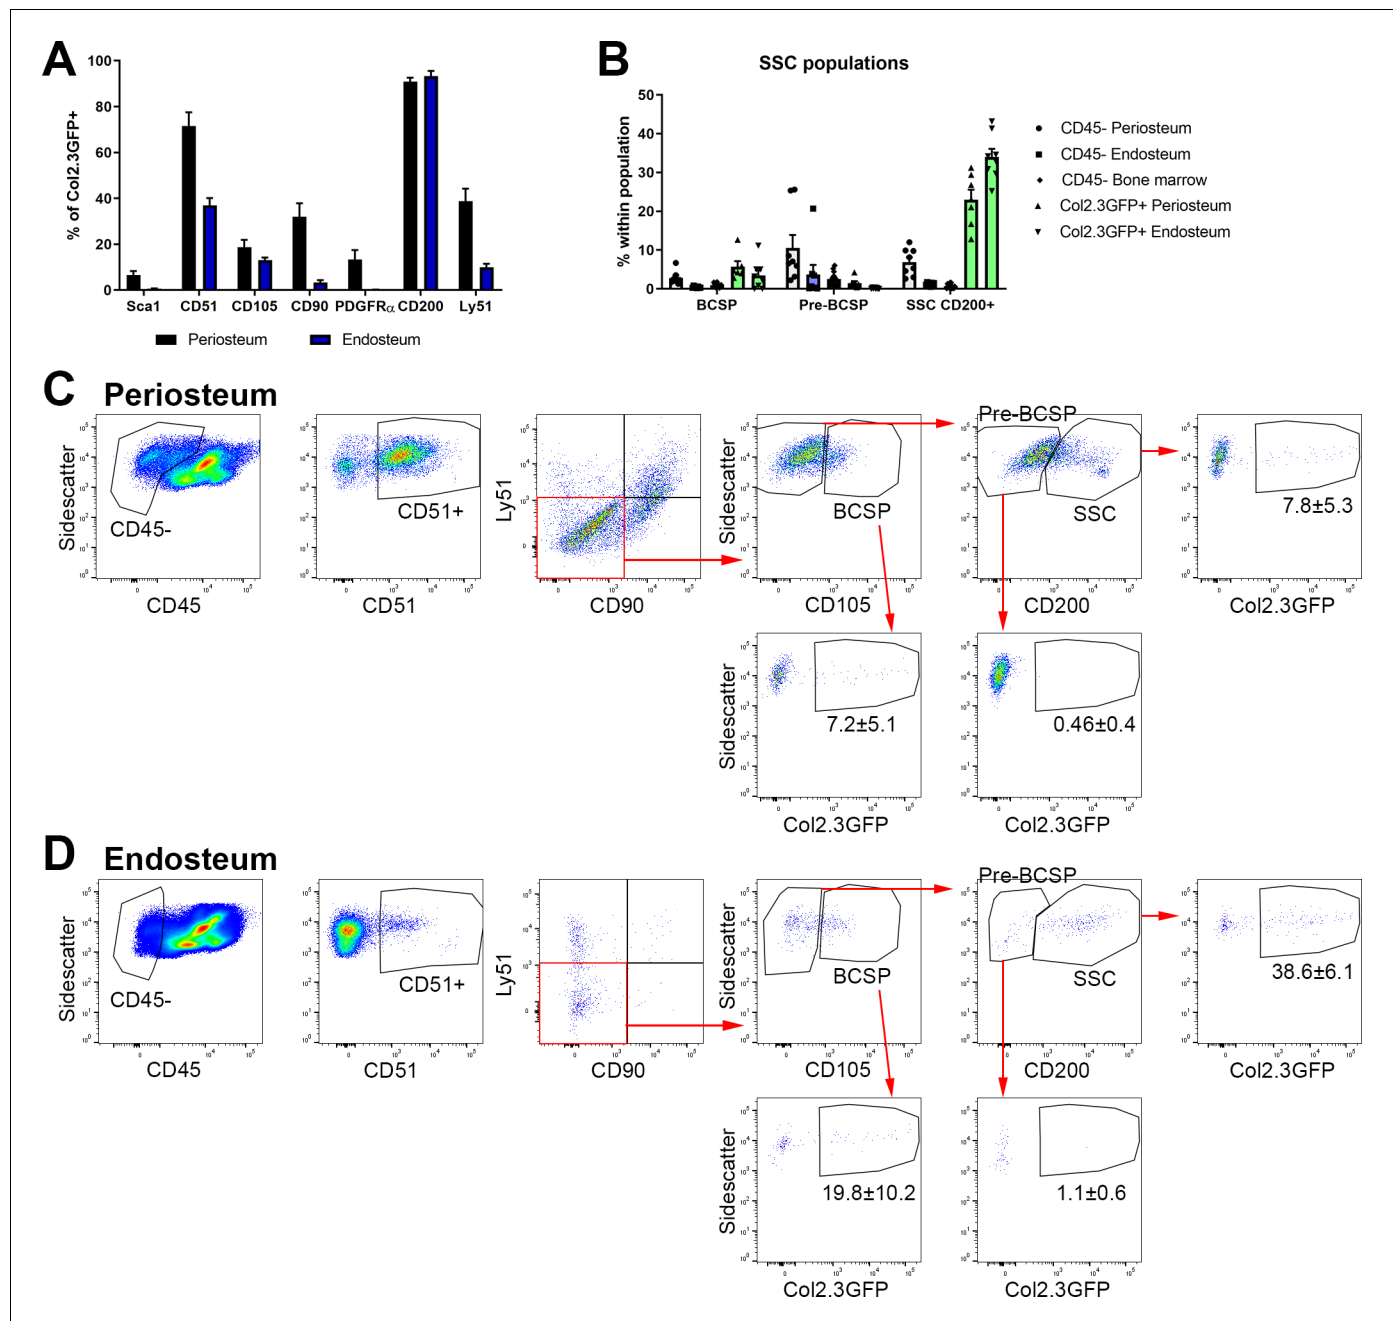 A
% of Col2.3GFP+
100
80
60
40
20
0
Sca1 CD51 CD105 CD90 PDGFRα CD200 Ly51
Periosteum Endosteum
B
SSC populations
% within population
50
40
30
20
10
0
BCSP Pre-BCSP SSC CD200+
CD45- Periosteum
CD45- Endosteum
CD45- Bone marrow
Col2.3GFP+ Periosteum
Col2.3GFP+ Endosteum
C Periosteum
Sidescatter
CD45-
CD45
CD51+
CD51
Ly51
CD90
Sidescatter
BCSP
CD105
Pre-BCSP
SSC
CD200
7.8±5.3
Col2.3GFP
Sidescatter
7.2±5.1
Col2.3GFP
0.46±0.4
Col2.3GFP
D Endosteum
Sidescatter
CD45-
CD45
CD51+
CD51
Ly51
CD90
Sidescatter
BCSP
CD105
Pre-BCSP
SSC
CD200
38.6±6.1
Col2.3GFP
Sidescatter
19.8±10.2
Col2.3GFP
1.1±0.6
Col2.3GFP